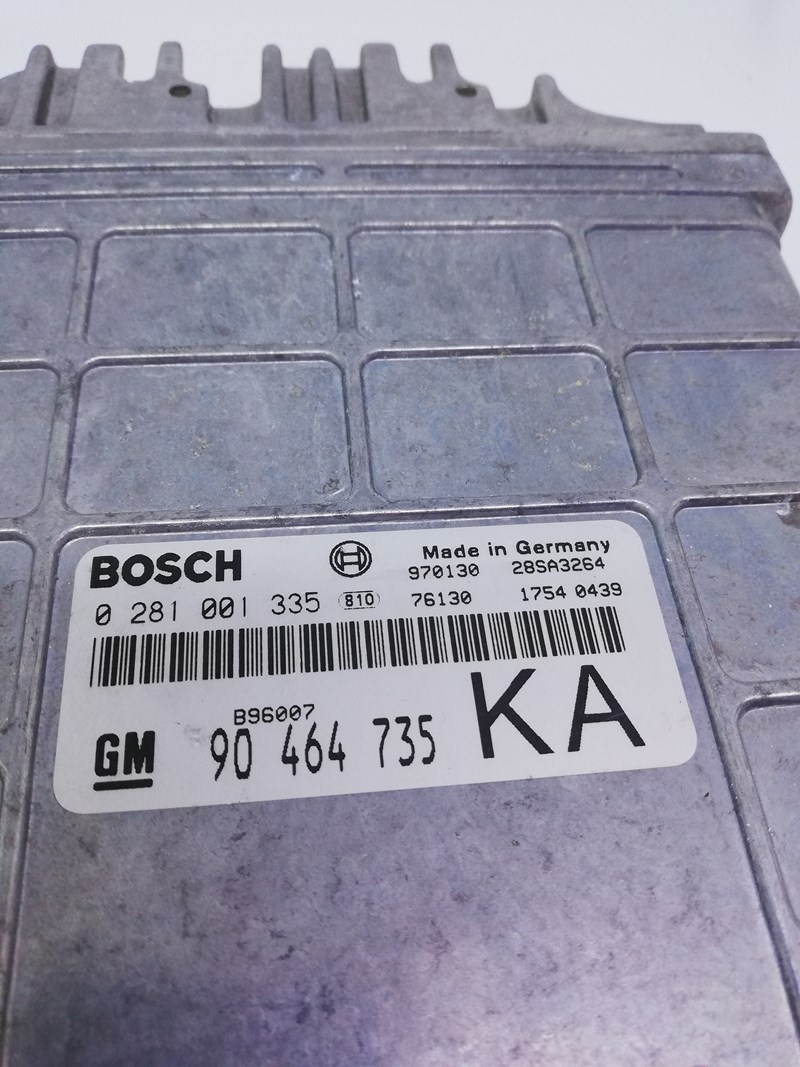 BOSCH Made in Germany
970130 28SA3264
0 281 001 335 810 76130 1754 0439
B96007
GM 90 464 735 KA